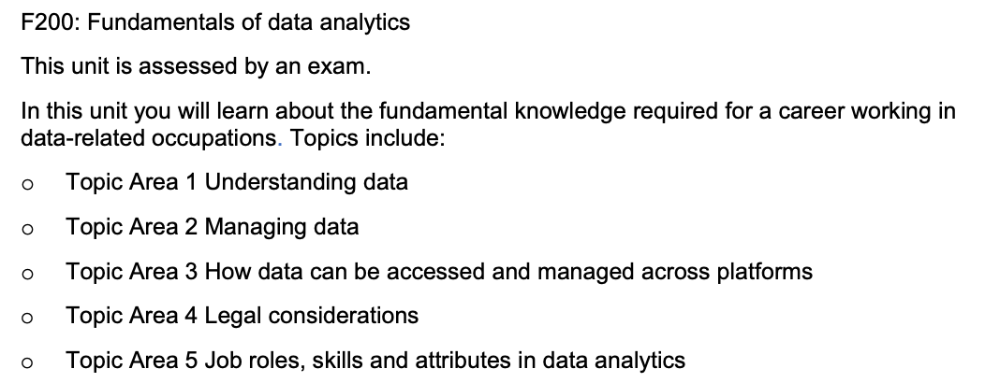 F200: Fundamentals of data analytics
This unit is assessed by an exam.
In this unit you will learn about the fundamental knowledge required for a career working in
data-related occupations. Topics include:
o Topic Area 1 Understanding data
o Topic Area 2 Managing data
o Topic Area 3 How data can be accessed and managed across platforms
o Topic Area 4 Legal considerations
o Topic Area 5 Job roles, skills and attributes in data analytics